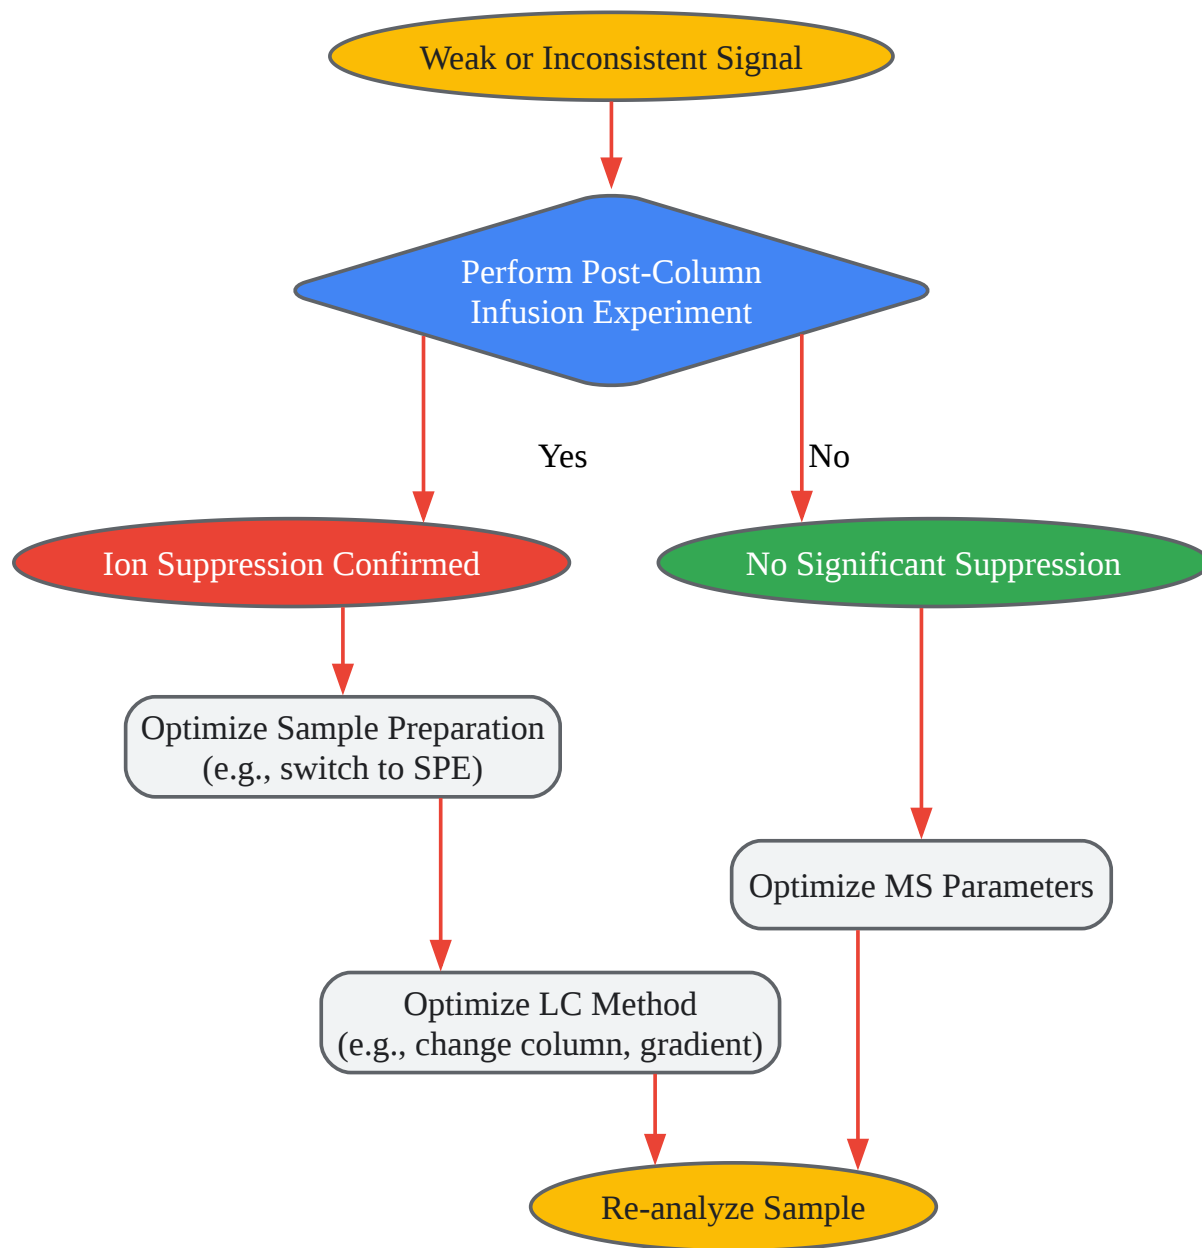 Weak or Inconsistent Signal
Perform Post-Column
Infusion Experiment
Yes
No
Ion Suppression Confirmed
No Significant Suppression
Optimize Sample Preparation
(e.g., switch to SPE)
Optimize MS Parameters
Optimize LC Method
(e.g., change column, gradient)
Re-analyze Sample